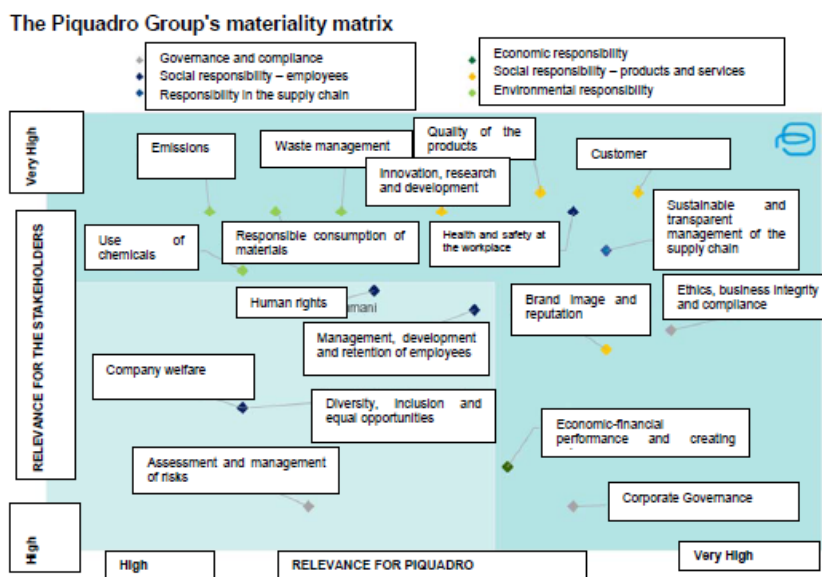 The Piquadro Group's materiality matrix
Governance and compliance
Social responsibility – employees
Responsibility in the supply chain
Economic responsibility
Social responsibility – products and services
Environmental responsibility
Very High
RELEVANCE FOR THE STAKEHOLDERS
High
Emissions
Waste management
Quality of the
products
Customer
Innovation, research
and development
Use of
chemicals
Responsible consumption of
materials
Health and safety at
the workplace
Sustainable and
transparent
management of the
supply chain
Human rights
mani
Brand image and
reputation
Ethics, business integrity
and compliance
Management, development
and retention of employees
Company welfare
Diversity, inclusion and
equal opportunities
Economic-financial
performance and creating
Assessment and management
of risks
Corporate Governance
High
RELEVANCE FOR PIQUADRO
Very High